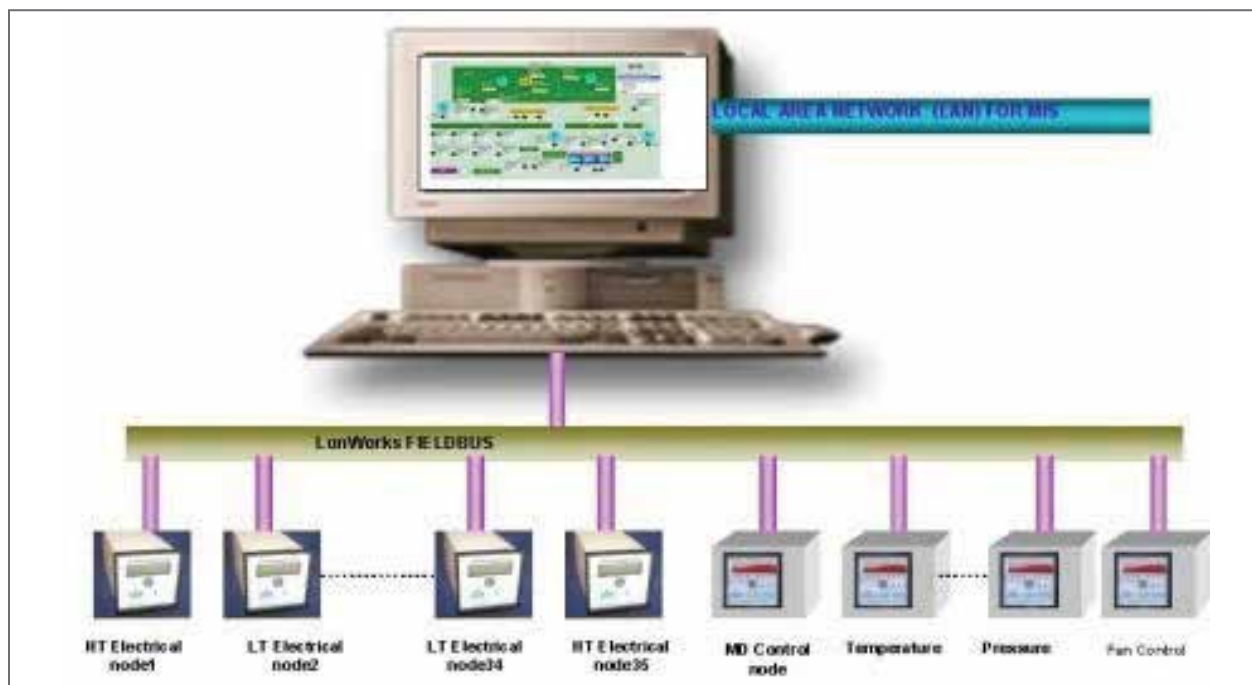 LOCAL AREA NETWORK (LAN) FOR MIS
LonWorks FIELDBUS
HT Electrical
node1
LT Electrical
node2
LT Electrical
node34
HT Electrical
node35
MD Control
node
Temperature
Pressure
Fan Control